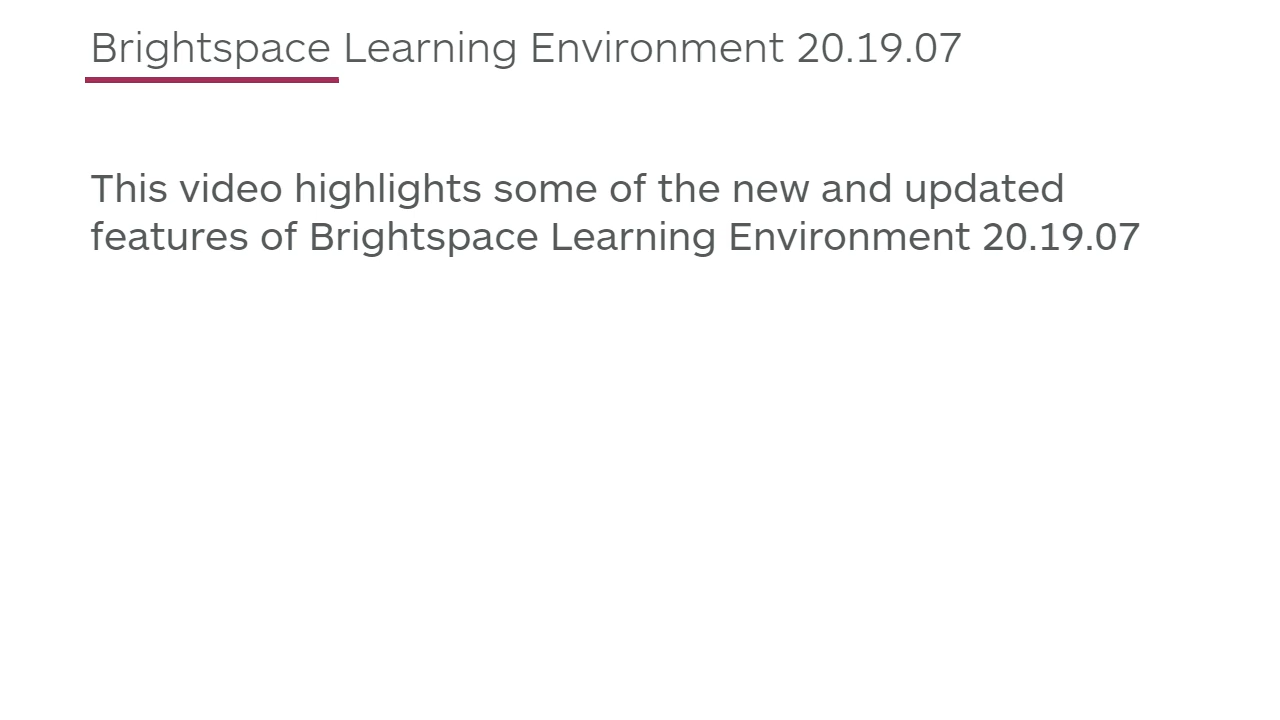 Brightspace Learning Environment 20.19.07
This video highlights some of the new and updated
features of Brightspace Learning Environment 20.19.07